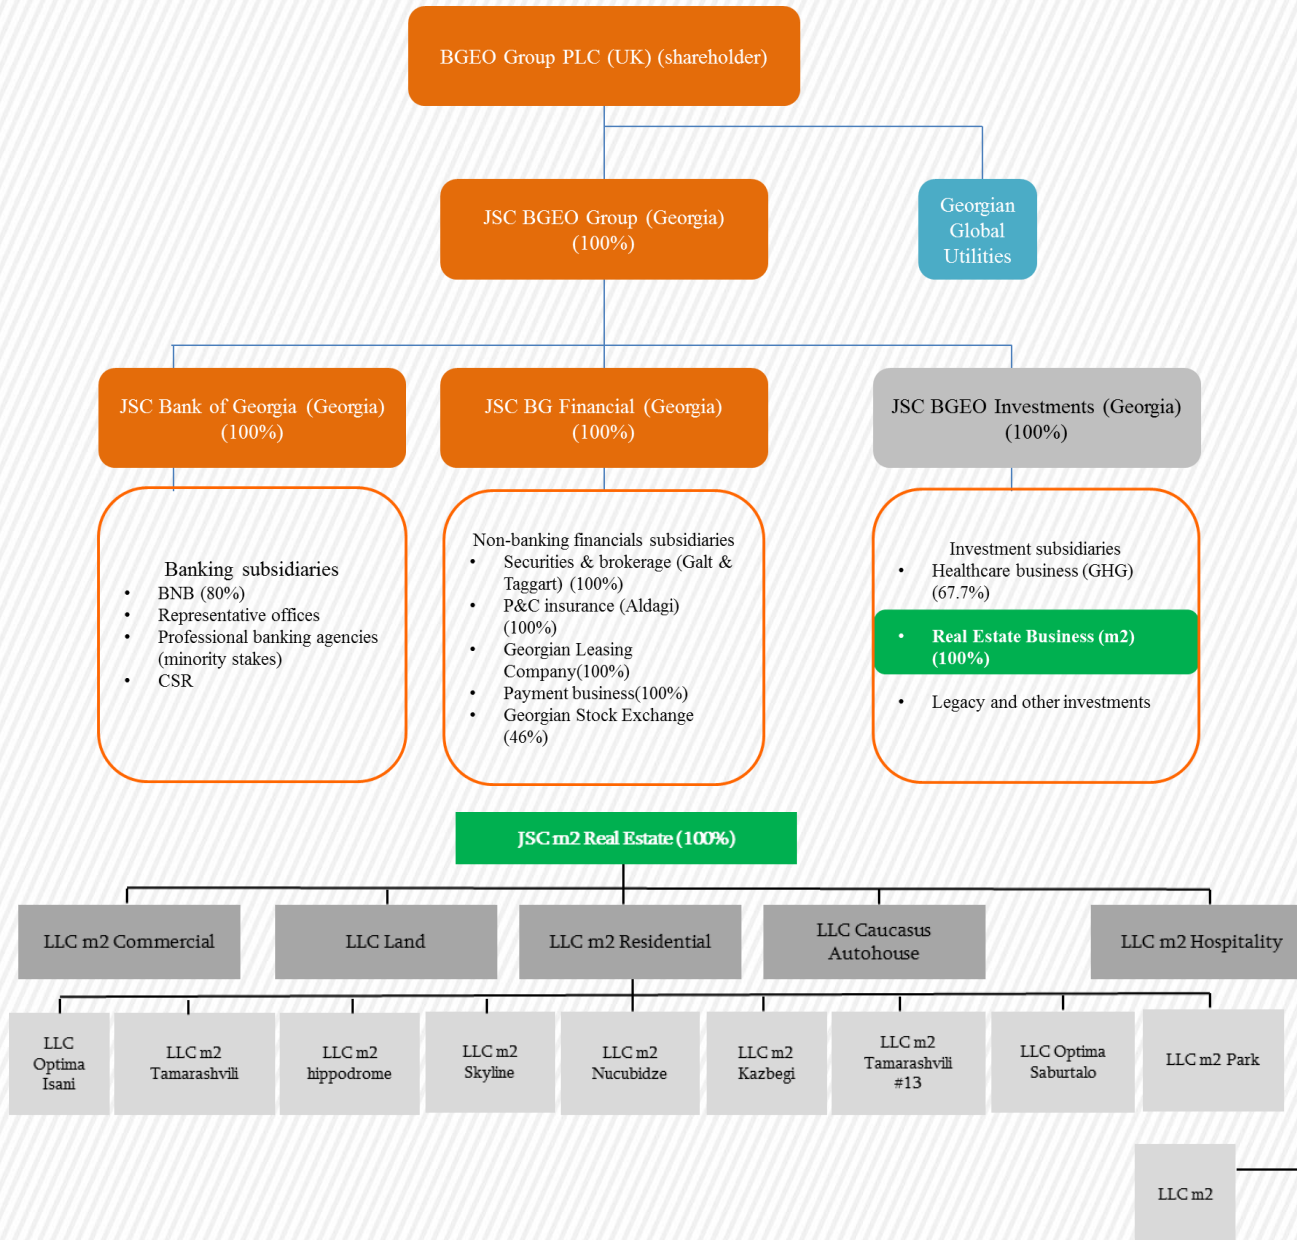 BGEO Group PLC (UK) (shareholder)
JSC BGEO Group (Georgia)
(100%)
Georgian
Global
Utilities
JSC Bank of Georgia (Georgia)
(100%)
JSC BG Financial (Georgia)
(100%)
JSC BGEO Investments (Georgia)
(100%)
Banking subsidiaries
• BNB (80%)
• Representative offices
• Professional banking agencies
(minority stakes)
• CSR
Non-banking financials subsidiaries
• Securities & brokerage (Galt &
Taggart) (100%)
• P&C insurance (Aldagi)
(100%)
• Georgian Leasing
Company(100%)
• Payment business(100%)
• Georgian Stock Exchange
(46%)
Investment subsidiaries
• Healthcare business (GHG)
(67.7%)
• Real Estate Business (m2)
(100%)
• Legacy and other investments
JSC m2 Real Estate (100%)
LLC m2 Commercial
LLC Land
LLC m2 Residential
LLC Caucasus
Autohouse
LLC m2 Hospitality
LLC
Optima
Isani
LLC m2
Tamarashvili
LLC m2
hippodrome
LLC m2
Skyline
LLC m2
Nucubidze
LLC m2
Kazbegi
LLC m2
Tamarashvili
#13
LLC Optima
Saburtalo
LLC m2 Park
LLC m2